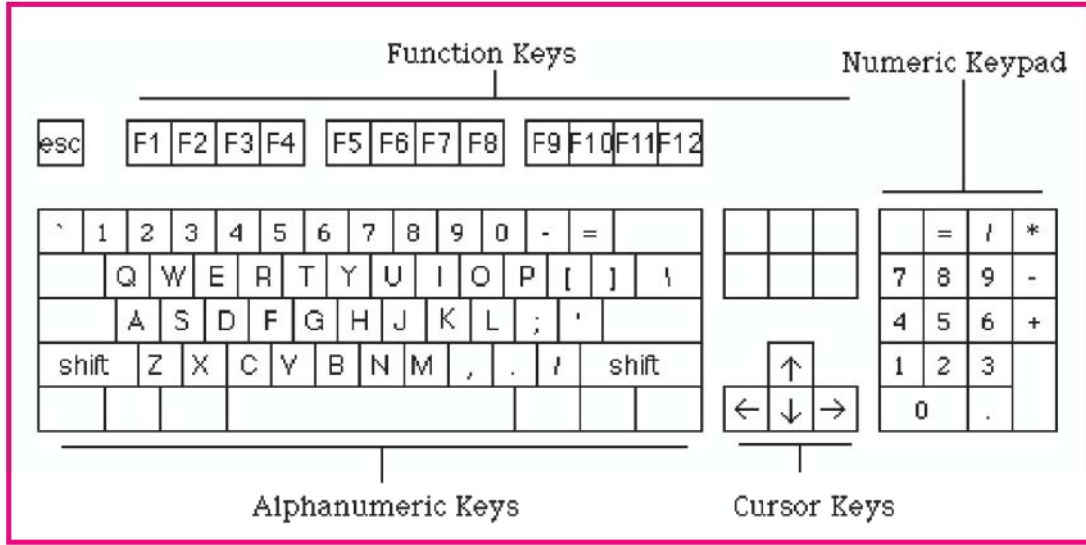 Function Keys
Numeric Keypad
esc F1 F2 F3 F4 F5 F6 F7 F8 F9 F10 F11 F12
` 1 2 3 4 5 6 7 8 9 0 - = = / *
Q W E R T Y U I O P [ ] \ 7 8 9 -
A S D F G H J K L ; ' 4 5 6 +
shift Z X C V B N M , . / shift ↑ 1 2 3
← ↓ → 0 .
Alphanumeric Keys
Cursor Keys